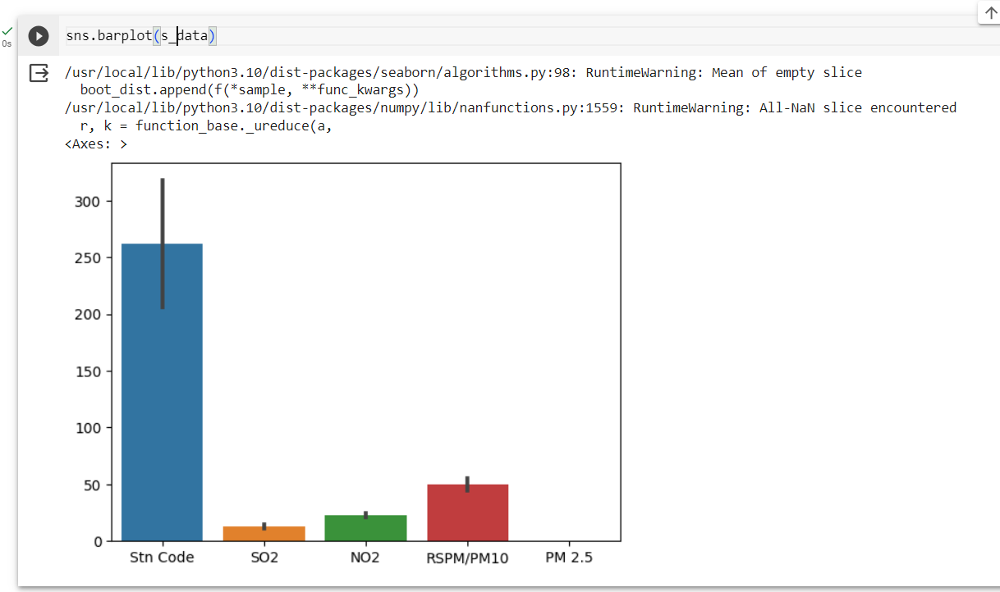 sns.barplot(s_data)
0s
/usr/local/lib/python3.10/dist-packages/seaborn/algorithms.py:98: RuntimeWarning: Mean of empty slice
  boot_dist.append(f(*sample, **func_kwargs))
/usr/local/lib/python3.10/dist-packages/numpy/lib/nanfunctions.py:1559: RuntimeWarning: All-NaN slice encountered
  r, k = function_base._ureduce(a,
<Axes: >
300
250
200
150
100
50
0
Stn Code SO2 NO2 RSPM/PM10 PM 2.5